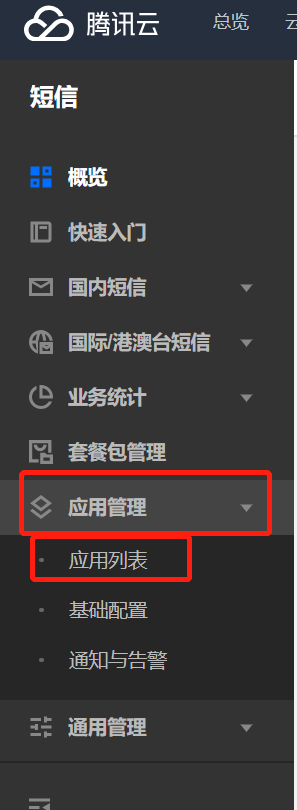 腾讯云 总览 云
短信
概览
快速入门
国内短信
国际/港澳台短信
业务统计
套餐包管理
应用管理
应用列表
基础配置
通知与告警
通用管理